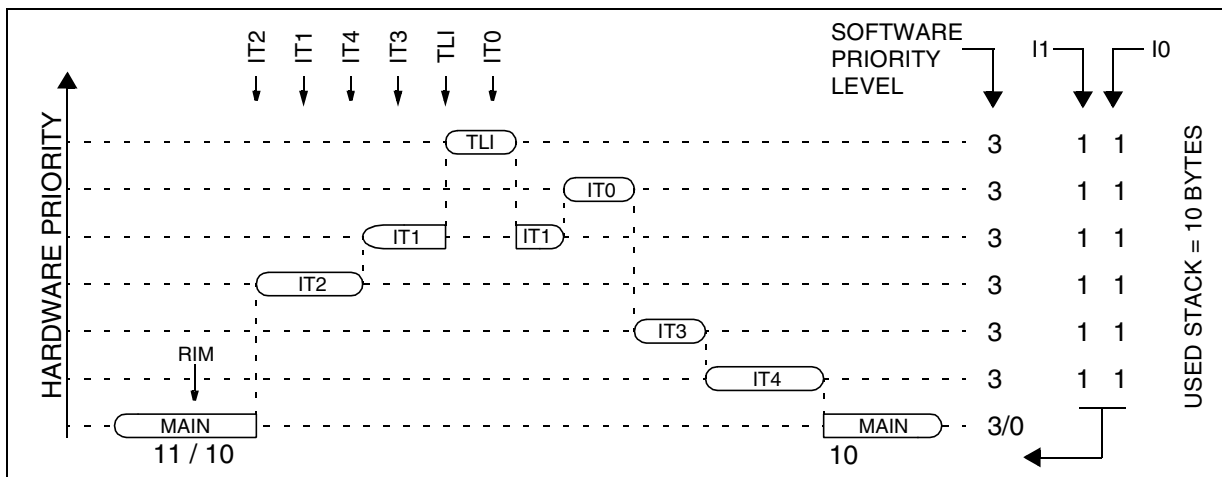 IT2
IT1
IT4
IT3
TLI
IT0
SOFTWARE
PRIORITY
LEVEL
I1
I0
HARDWARE PRIORITY
TLI
3 1 1
IT0
3 1 1
IT1
IT1
3 1 1
IT2
3 1 1
IT3
3 1 1
RIM
IT4
3 1 1
MAIN
MAIN
3/0
11 / 10
10
USED STACK = 10 BYTES